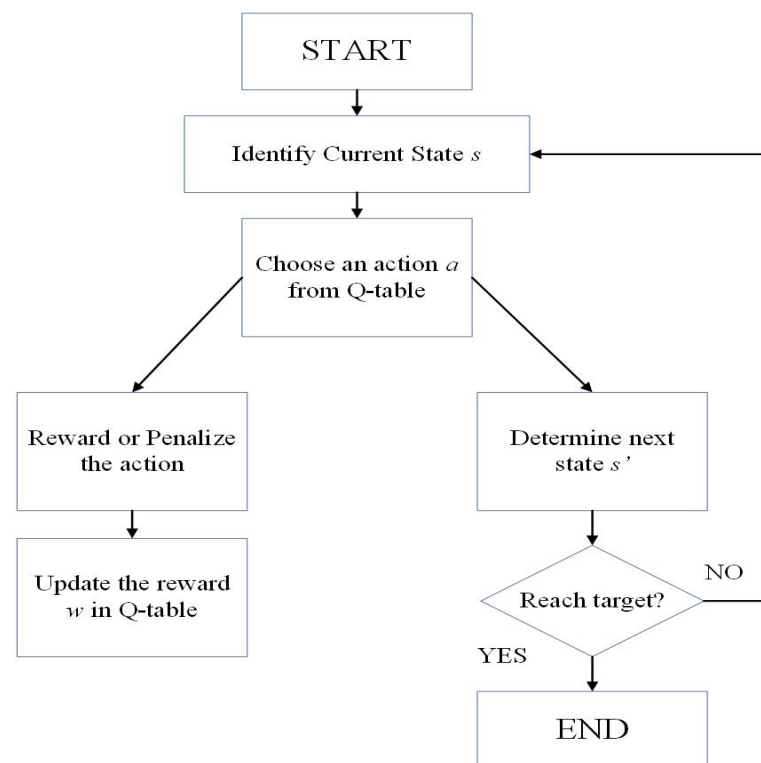 START
Identify Current State s
Choose an action a
from Q-table
Reward or Penalize
the action
Update the reward
w in Q-table
Determine next
state s’
Reach target?
NO
YES
END